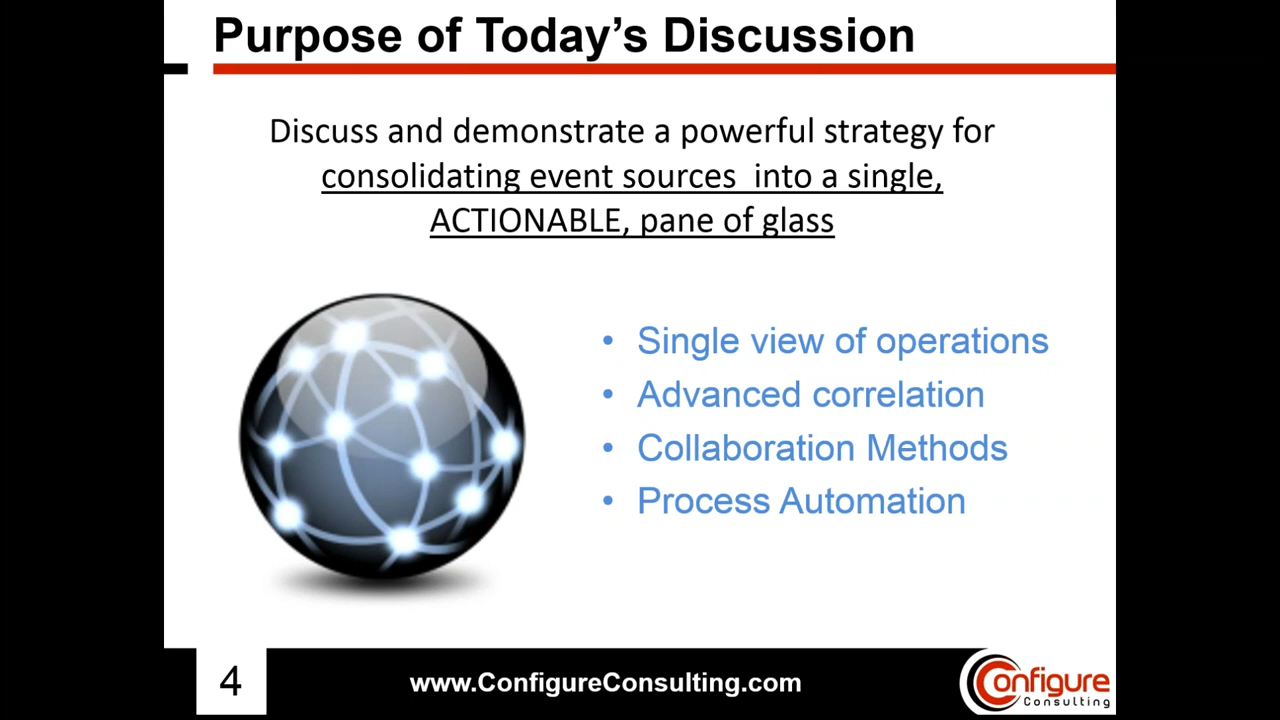 Purpose of Today’s Discussion
Discuss and demonstrate a powerful strategy for
consolidating event sources  into a single,
ACTIONABLE, pane of glass
• Single view of operations
• Advanced correlation
• Collaboration Methods
• Process Automation
4
www.ConfigureConsulting.com
Configure
Consulting